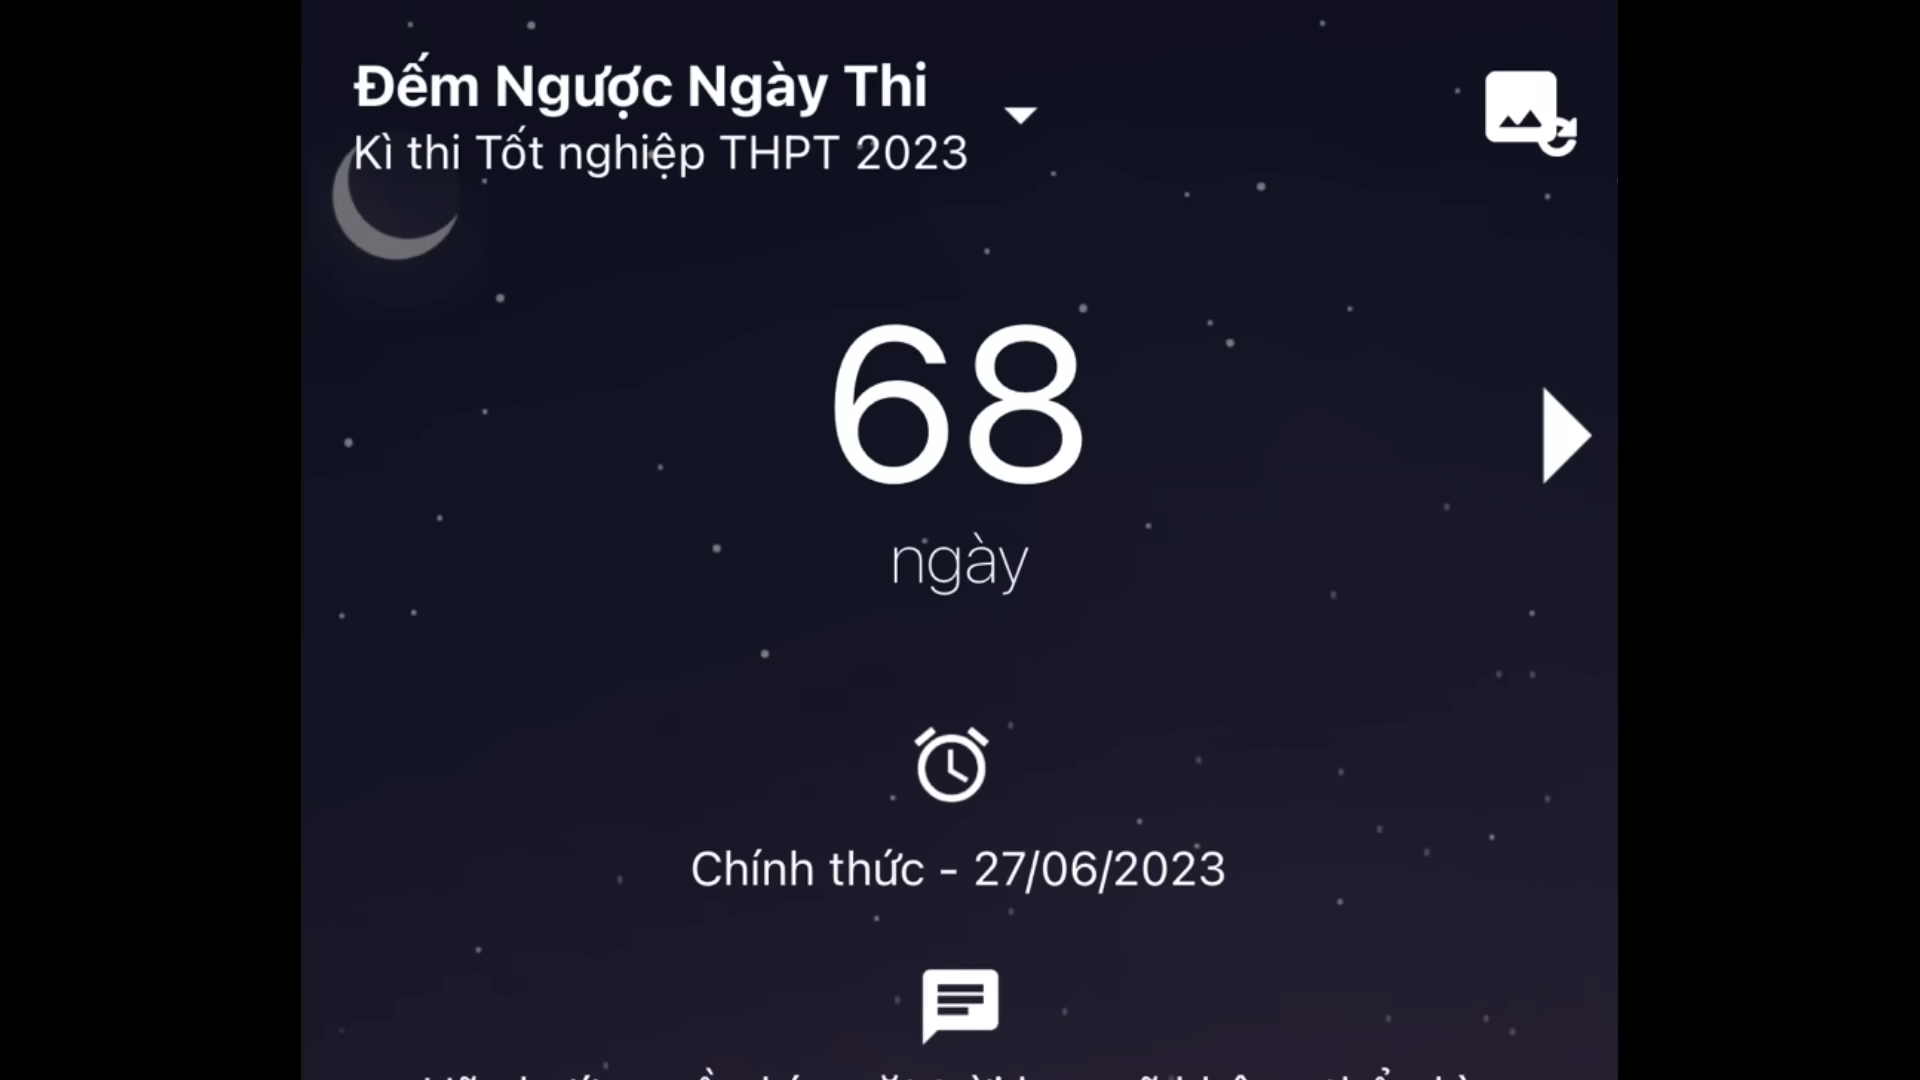 Đếm Ngược Ngày Thi
Kì thi Tốt nghiệp THPT 2023
68
ngày
Chính thức - 27/06/2023